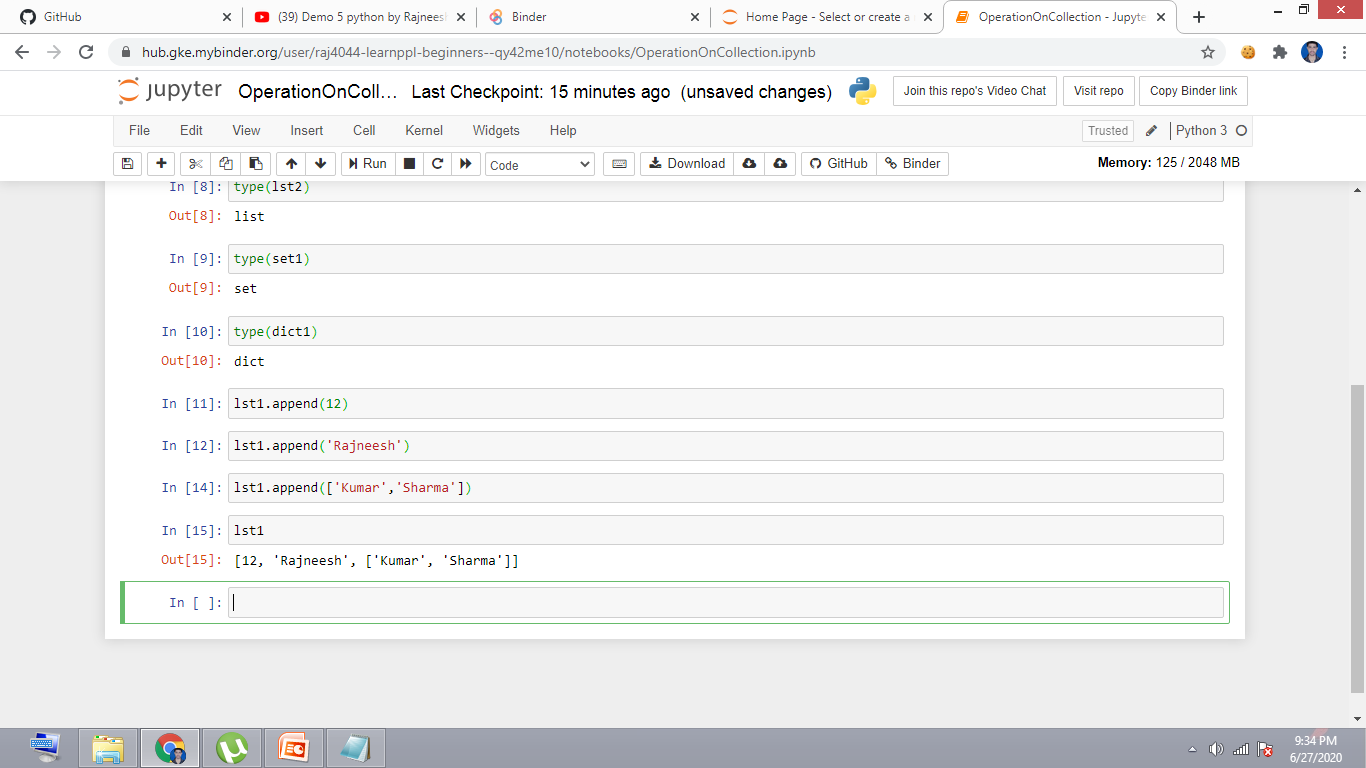 GitHub
(39) Demo 5 python by Rajnees
Binder
Home Page - Select or create a
OperationOnCollection - Jupyte
hub.gke.mybinder.org/user/raj4044-learnppl-beginners--qy42me10/notebooks/OperationOnCollection.ipynb
jupyter OperationOnColl... Last Checkpoint: 15 minutes ago (unsaved changes)
Join this repo's Video Chat Visit repo Copy Binder link
File Edit View Insert Cell Kernel Widgets Help
Trusted Python 3
Run Code Download GitHub Binder Memory: 125 / 2048 MB
In [8]: type(lst2)
Out[8]: list
In [9]: type(set1)
Out[9]: set
In [10]: type(dict1)
Out[10]: dict
In [11]: lst1.append(12)
In [12]: lst1.append('Rajneesh')
In [14]: lst1.append(['Kumar','Sharma'])
In [15]: lst1
Out[15]: [12, 'Rajneesh', ['Kumar', 'Sharma']]
In [ ]:
9:34 PM
6/27/2020